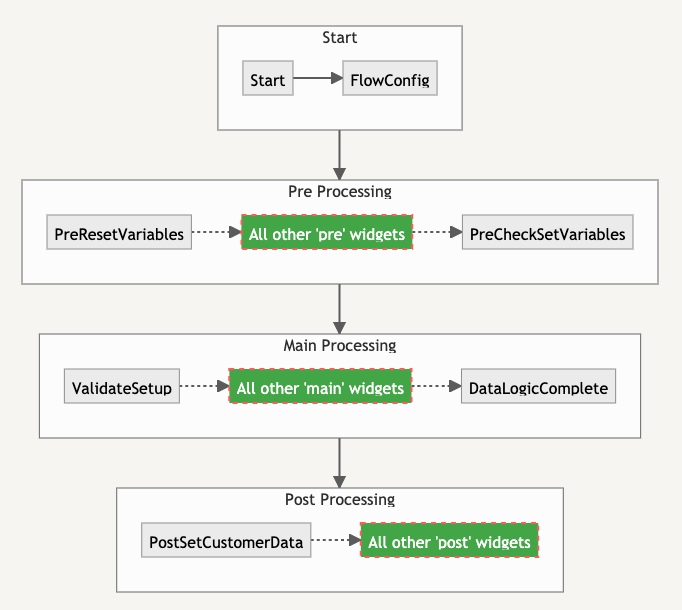 Start
Start
FlowConfig
Pre Processing
PreResetVariables
All other 'pre' widgets
PreCheckSetVariables
Main Processing
ValidateSetup
All other 'main' widgets
DataLogicComplete
Post Processing
PostSetCustomerData
All other 'post' widgets